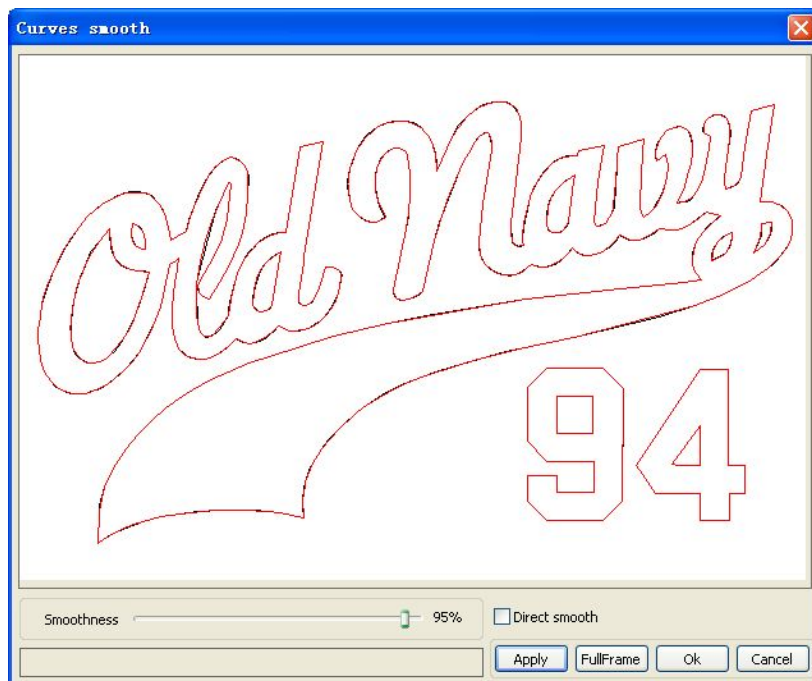 Curves smooth
Old Navy
94
Smoothness 95% Direct smooth
Apply FullFrame Ok Cancel